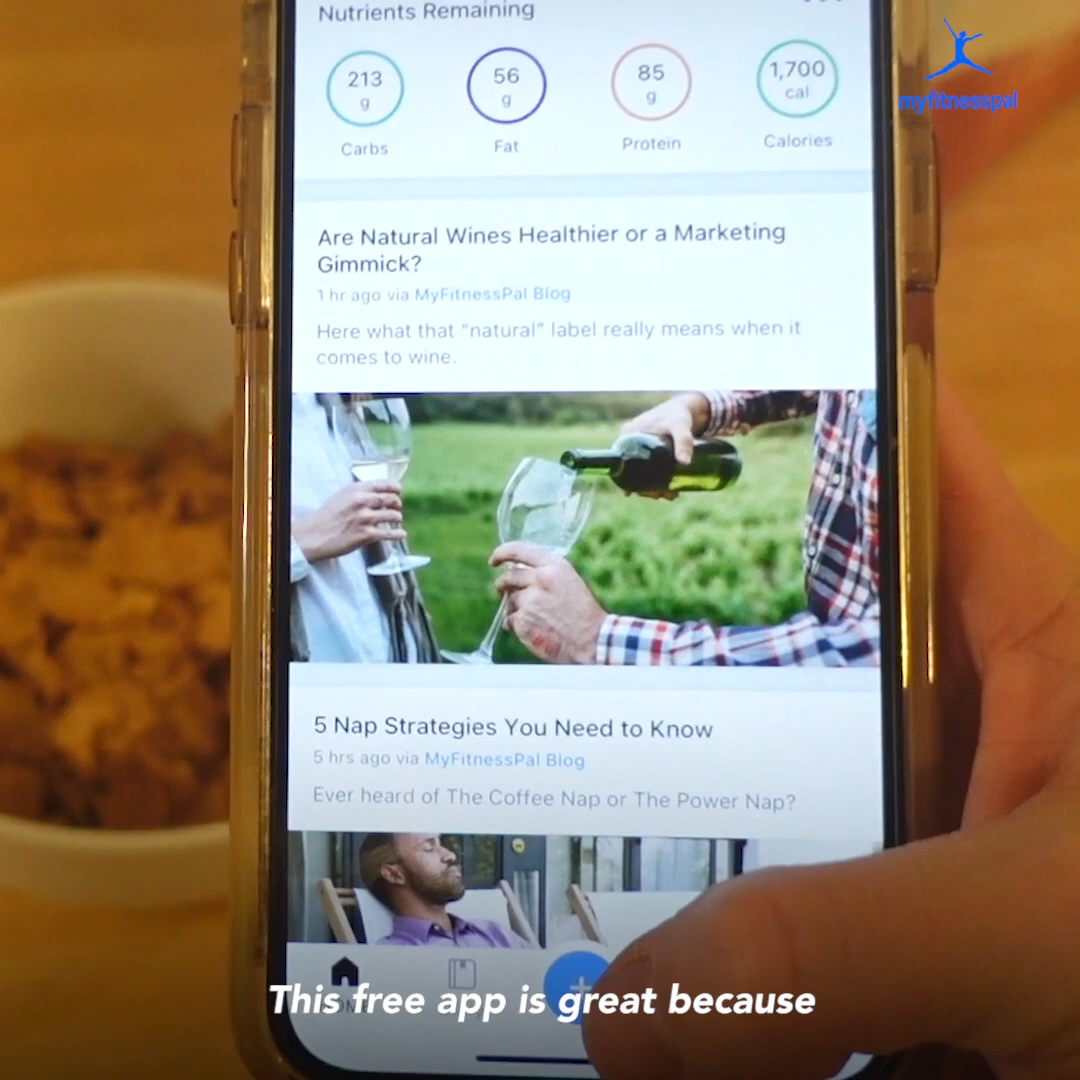 Nutrients Remaining
213
g
56
g
85
g
1,700
cal
Carbs
Fat
Protein
Calories
myfitnesspal
Are Natural Wines Healthier or a Marketing
Gimmick?
1 hr ago via MyFitnessPal Blog
Here what that "natural" label really means when it
comes to wine.
5 Nap Strategies You Need to Know
5 hrs ago via MyFitnessPal Blog
Ever heard of The Coffee Nap or The Power Nap?
This free app is great because